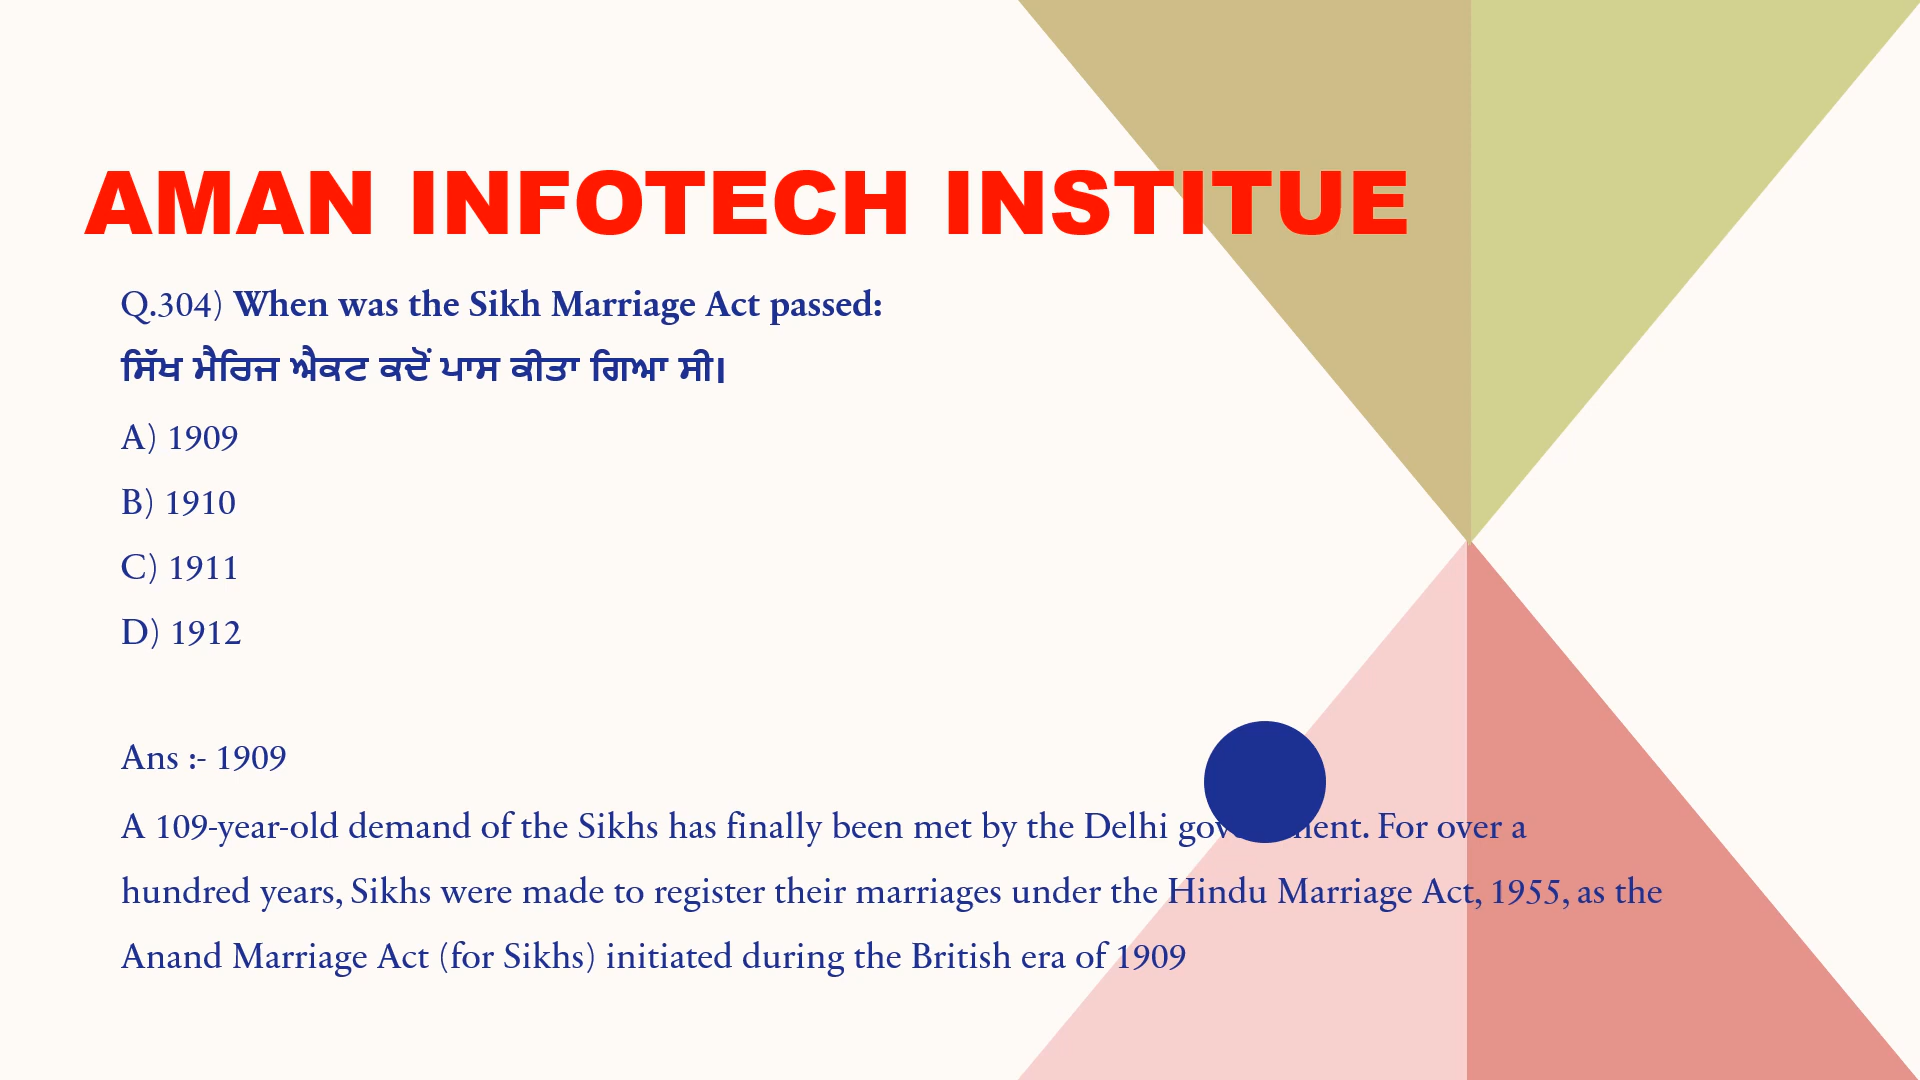 AMAN INFOTECH INSTITUE
Q.304) When was the Sikh Marriage Act passed:
ਸਿੱਖ ਮੈਰਿਜ ਐਕਟ ਕਦੋਂ ਪਾਸ ਕੀਤਾ ਗਿਆ ਸੀ।
A) 1909
B) 1910
C) 1911
D) 1912
Ans :- 1909
A 109-year-old demand of the Sikhs has finally been met by the Delhi For over a
hundred years, Sikhs were made to register their marriages under the Hindu Marriage Act, 1955, as the
Anand Marriage Act (for Sikhs) initiated during the British era of 1909